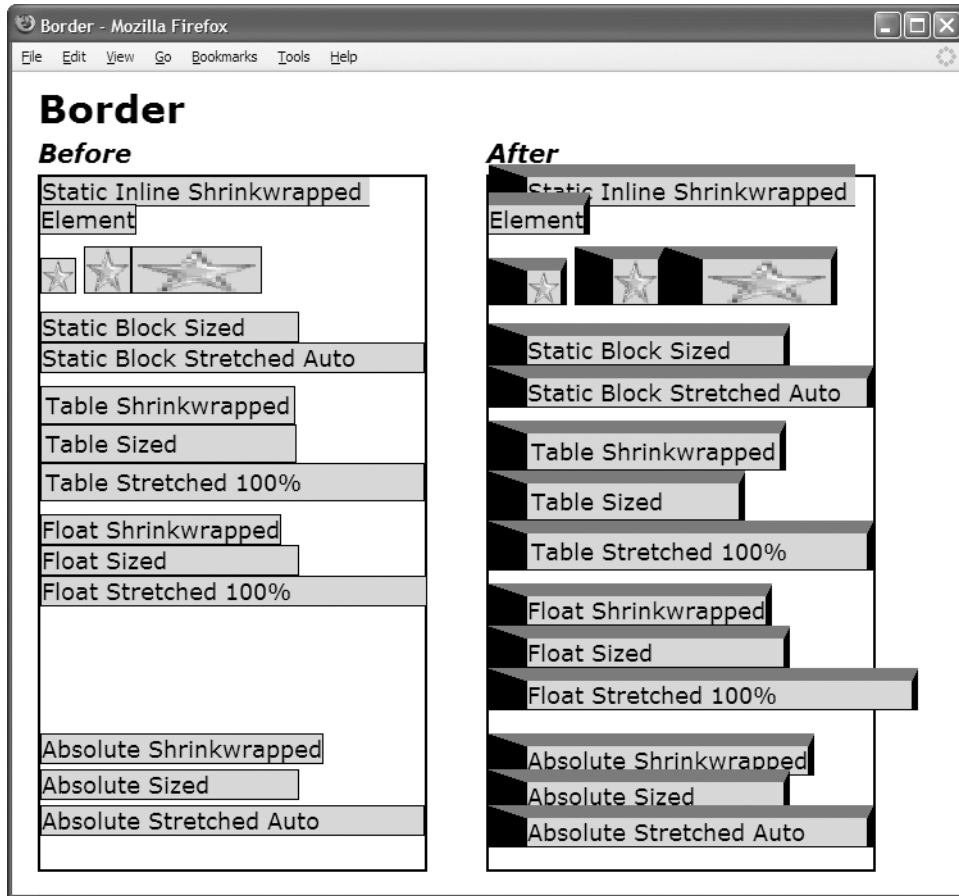 Border - Mozilla Firefox
File Edit View Go Bookmarks Tools Help
Border
Before
Static Inline Shrinkwrapped
Element
Static Block Sized
Static Block Stretched Auto
Table Shrinkwrapped
Table Sized
Table Stretched 100%
Float Shrinkwrapped
Float Sized
Float Stretched 100%
Absolute Shrinkwrapped
Absolute Sized
Absolute Stretched Auto
After
Static Inline Shrinkwrapped
Element
Static Block Sized
Static Block Stretched Auto
Table Shrinkwrapped
Table Sized
Table Stretched 100%
Float Shrinkwrapped
Float Sized
Float Stretched 100%
Absolute Shrinkwrapped
Absolute Sized
Absolute Stretched Auto